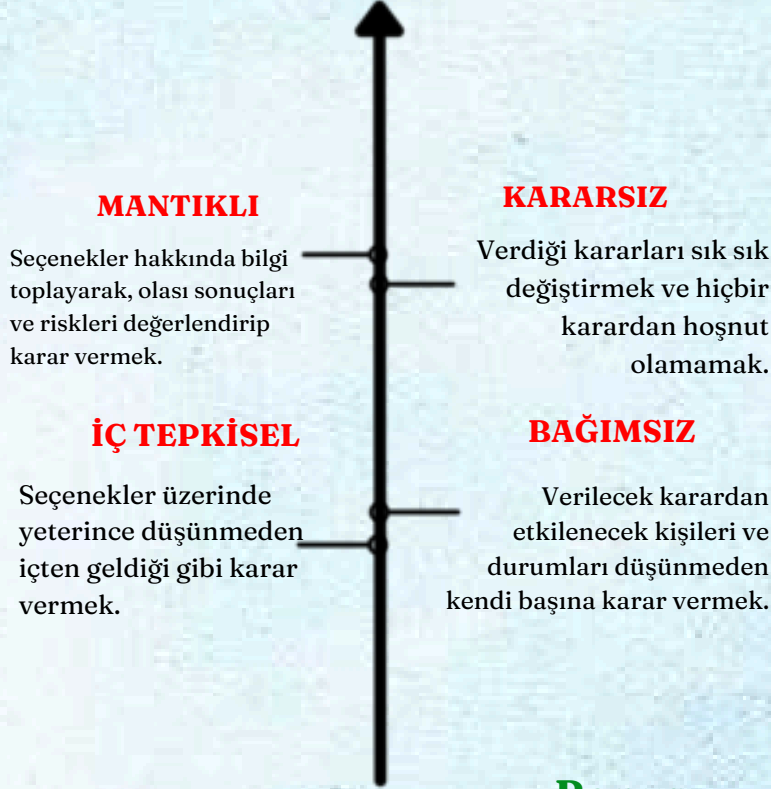 MANTIKLI
Seçenekler hakkında bilgi
toplayarak, olası sonuçları
ve riskleri değerlendirip
karar vermek.
KARARSIZ
Verdiği kararları sık sık
değiştirmek ve hiçbir
karardan hoşnut
olamamak.
İÇ TEPKİSEL
Seçenekler üzerinde
yeterince düşünmeden
içten geldiği gibi karar
vermek.
BAĞIMSIZ
Verilecek karardan
etkilenecek kişileri ve
durumları düşünmeden
kendi başına karar vermek.